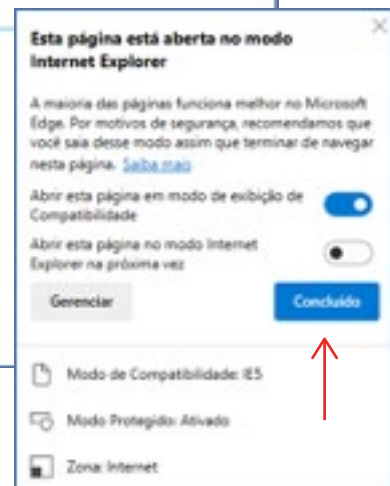 Esta página está aberta no modo
Internet Explorer
A maioria das páginas funciona melhor no Microsoft
Edge. Por motivos de segurança, recomendamos que
você saia desse modo assim que terminar de navegar
nesta página. Saiba mais
Abrir esta página em modo de exibição de
Compatibilidade
Abrir esta página no modo Internet
Explorer na próxima vez
Gerenciar
Concluído
Modo de Compatibilidade: IE5
Modo Protegido: Ativado
Zona: Internet